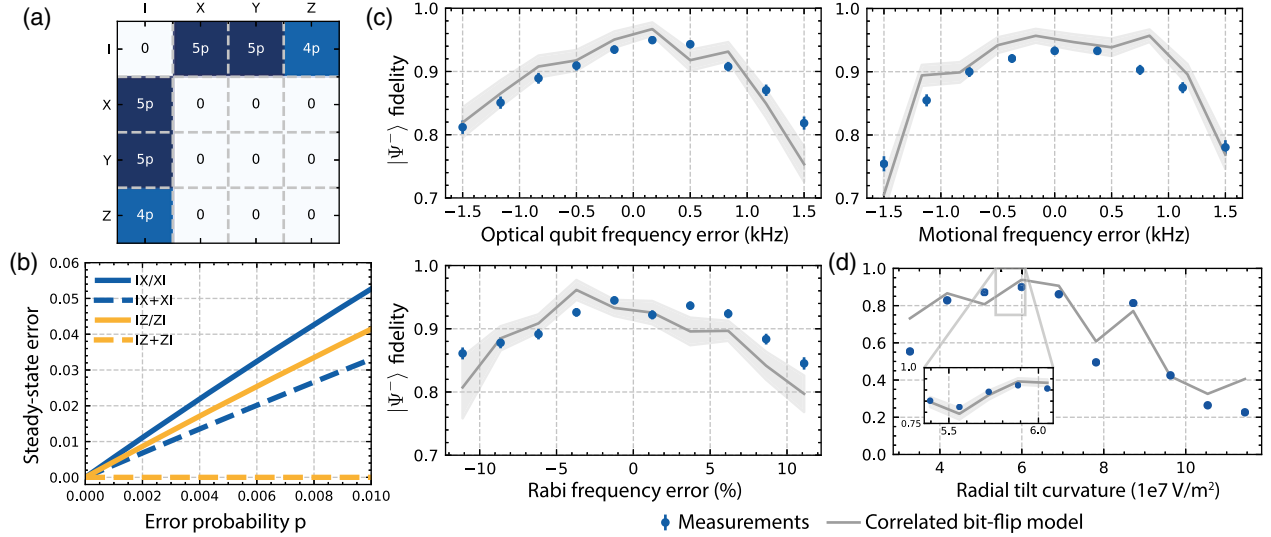 (a)
I X Y Z
I 0 5p 5p 4p
X 5p 0 0 0
Y 5p 0 0 0
Z 4p 0 0 0
(b)
0.06
0.05
0.04
0.03
0.02
0.01
0.00
Steady-state error
IX/XI
IX+XI
IZ/ZI
IZ+ZI
0.000 0.002 0.004 0.006 0.008 0.010
Error probability p
(c)
1.0
0.9
0.8
0.7
|Ψ⁻⟩ fidelity
−1.5 −1.0 −0.5 0.0 0.5 1.0 1.5
Optical qubit frequency error (kHz)
1.0
0.9
0.8
0.7
−1.5 −1.0 −0.5 0.0 0.5 1.0 1.5
Motional frequency error (kHz)
1.0
0.9
0.8
0.7
|Ψ⁻⟩ fidelity
−10 −5 0 5 10
Rabi frequency error (%)
(d)
1.0
0.8
0.6
0.4
0.2
0.0
1.0
0.75
5.5 6.0
4 6 8 10
Radial tilt curvature (1e7 V/m²)
Measurements
Correlated bit-flip model